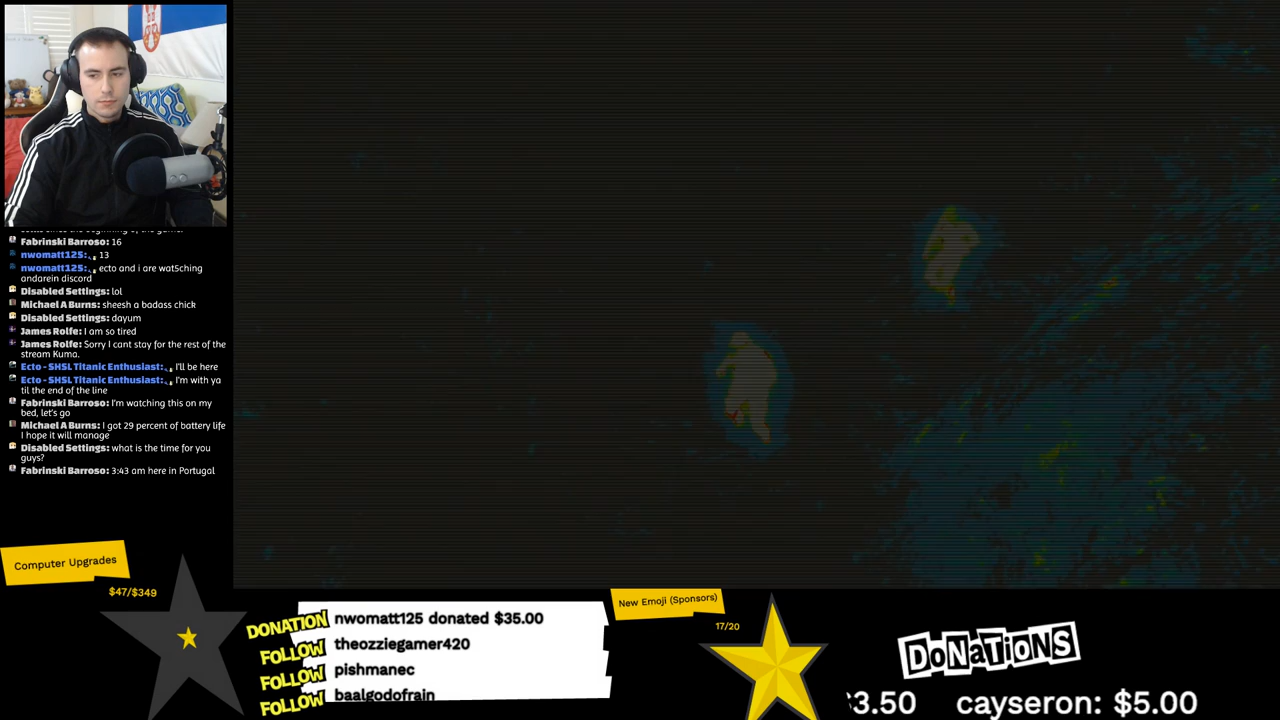 Fabrinski Barroso: 16
nwomatt125: 13
nwomatt125: ecto and i are wat5ching
andarein discord
Disabled Settings: lol
Michael A Burns: sheesh a badass chick
Disabled Settings: dayum
James Rolfe: I am so tired
James Rolfe: Sorry I cant stay for the rest of the
stream Kuma.
Ecto - SHSL Titanic Enthusiast: I'll be here
Ecto - SHSL Titanic Enthusiast: I'm with ya
til the end of the line
Fabrinski Barroso: I'm watching this on my
bed, let's go
Michael A Burns: I got 29 percent of battery life
I hope it will manage
Disabled Settings: what is the time for you
guys?
Fabrinski Barroso: 3:43 am here in Portugal
Computer Upgrades
$47/$349
DONATION nwomatt125 donated $35.00
FOLLOW theozziegamer420
FOLLOW pishmanec
FOLLOW baalgodofrain
New Emoji (Sponsors)
17/20
DONATIONS
3.50 cayseron: $5.00